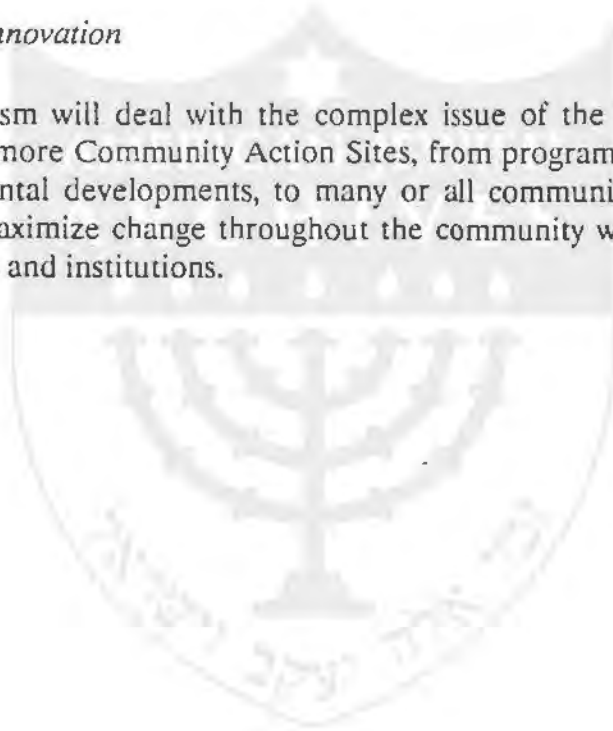 nnovation
sm will deal with the complex issue of the
more Community Action Sites, from program
ntal developments, to many or all communi
aximize change throughout the community w
and institutions.